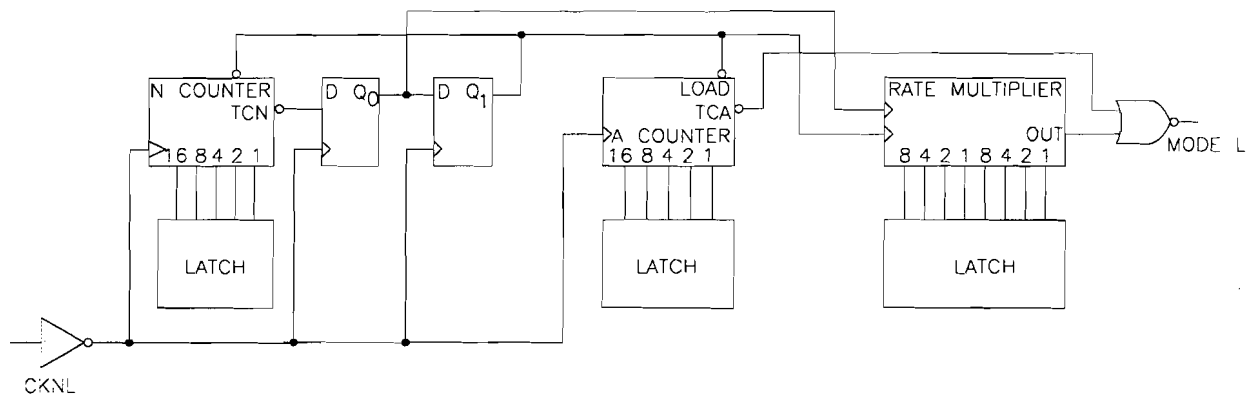 N COUNTER
TCN
16 8 4 2 1
D Q0
D Q1
LOAD
TCA
A COUNTER
16 8 4 2 1
RATE MULTIPLIER
OUT
8 4 2 1 8 4 2 1
MODE L
LATCH
LATCH
LATCH
CKNL